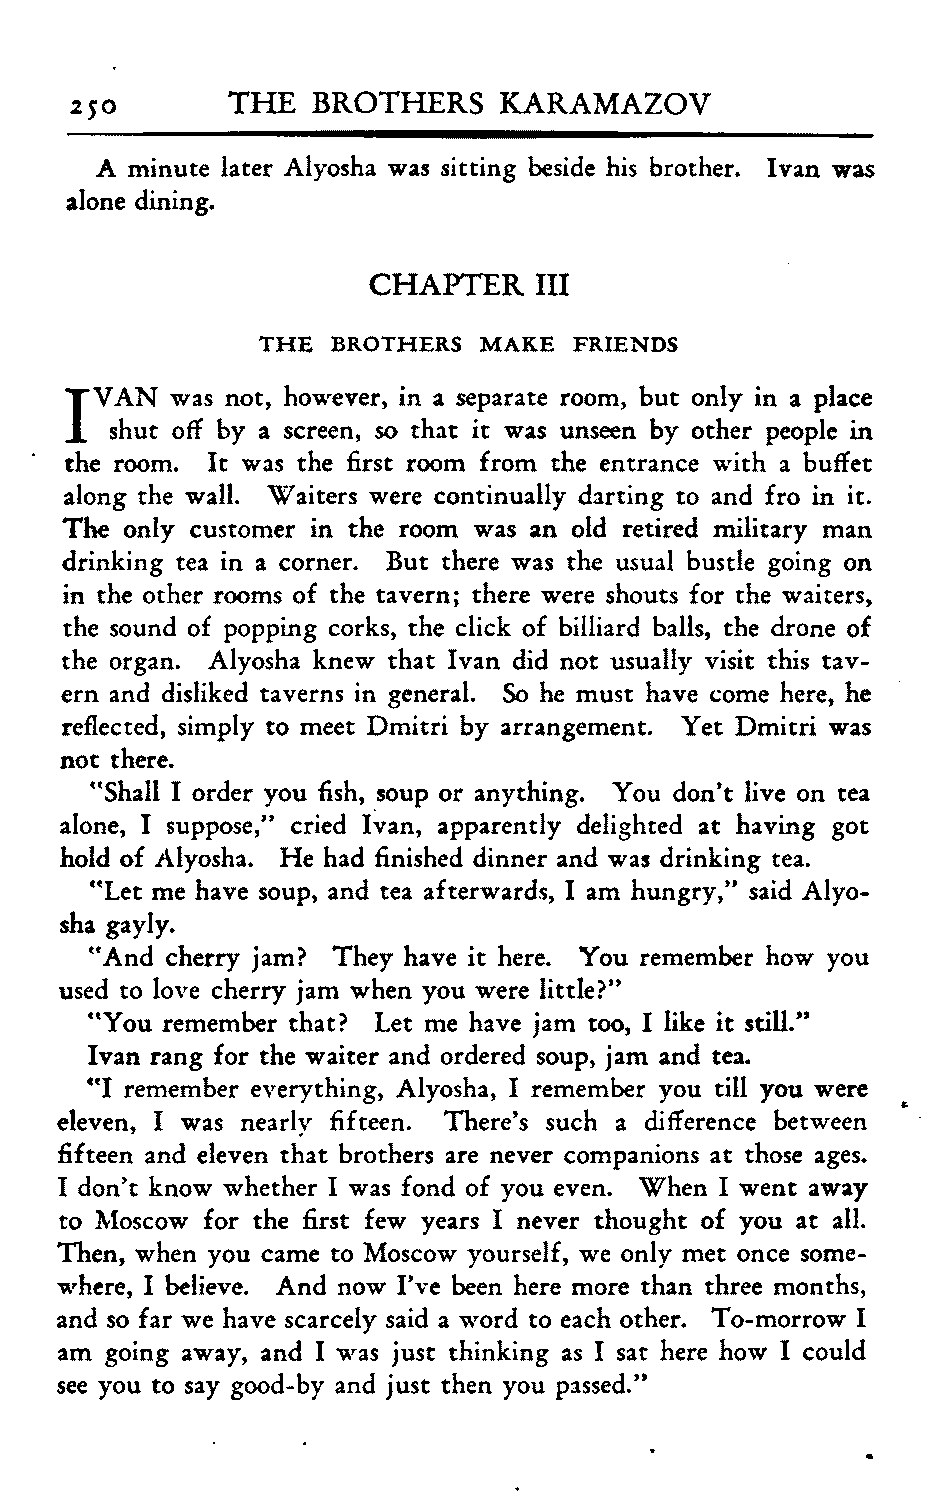 250 THE BROTHERS KARAMAZOV
A minute later Alyosha was sitting beside his brother. Ivan was
alone dining.
CHAPTER III
THE BROTHERS MAKE FRIENDS
IVAN was not, however, in a separate room, but only in a place
shut off by a screen, so that it was unseen by other people in
the room. It was the first room from the entrance with a buffet
along the wall. Waiters were continually darting to and fro in it.
The only customer in the room was an old retired military man
drinking tea in a corner. But there was the usual bustle going on
in the other rooms of the tavern; there were shouts for the waiters,
the sound of popping corks, the click of billiard balls, the drone of
the organ. Alyosha knew that Ivan did not usually visit this tav-
ern and disliked taverns in general. So he must have come here, he
reflected, simply to meet Dmitri by arrangement. Yet Dmitri was
not there.
"Shall I order you fish, soup or anything. You don't live on tea
alone, I suppose," cried Ivan, apparently delighted at having got
hold of Alyosha. He had finished dinner and was drinking tea.
"Let me have soup, and tea afterwards, I am hungry," said Alyo-
sha gayly.
"And cherry jam? They have it here. You remember how you
used to love cherry jam when you were little?"
"You remember that? Let me have jam too, I like it still."
Ivan rang for the waiter and ordered soup, jam and tea.
"I remember everything, Alyosha, I remember you till you were
eleven, I was nearly fifteen. There's such a difference between
fifteen and eleven that brothers are never companions at those ages.
I don't know whether I was fond of you even. When I went away
to Moscow for the first few years I never thought of you at all.
Then, when you came to Moscow yourself, we only met once some-
where, I believe. And now I've been here more than three months,
and so far we have scarcely said a word to each other. To-morrow I
am going away, and I was just thinking as I sat here how I could
see you to say good-by and just then you passed."